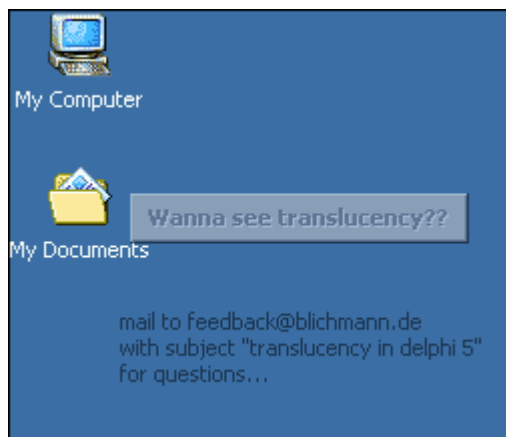 My Computer
Wanna see translucency??
My Documents
mail to feedback@blichmann.de
with subject "translucency in delphi 5"
for questions...